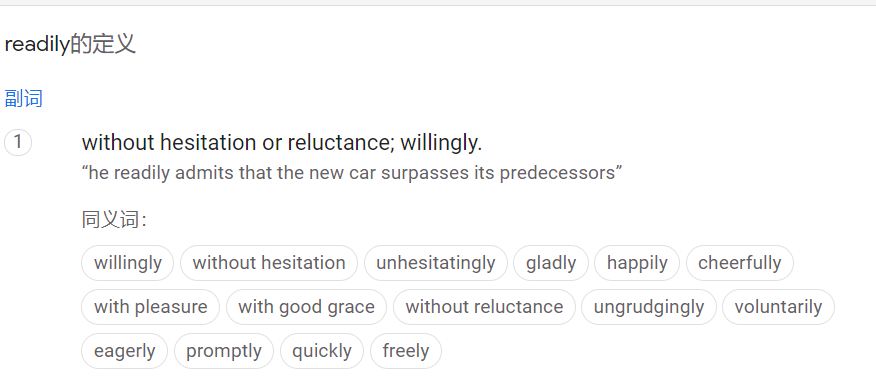 readily的定义
副词
1 without hesitation or reluctance; willingly.
“he readily admits that the new car surpasses its predecessors”
同义词：
willingly without hesitation unhesitatingly gladly happily cheerfully
with pleasure with good grace without reluctance ungrudgingly voluntarily
eagerly promptly quickly freely